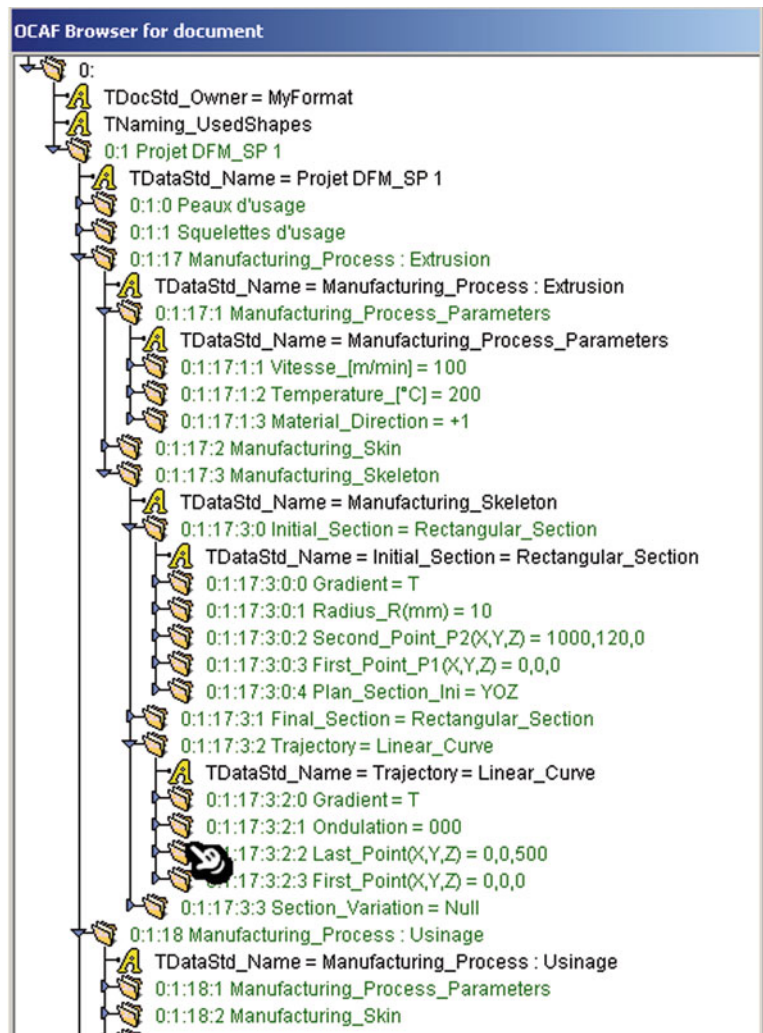 OCAF Browser for document
0:
TDocStd_Owner = MyFormat
TNaming_UsedShapes
0:1 Projet DFM_SP 1
TDataStd_Name = Projet DFM_SP 1
0:1:0 Peaux d'usage
0:1:1 Squelettes d'usage
0:1:17 Manufacturing_Process : Extrusion
TDataStd_Name = Manufacturing_Process : Extrusion
0:1:17:1 Manufacturing_Process_Parameters
TDataStd_Name = Manufacturing_Process_Parameters
0:1:17:1:1 Vitesse_[m/min] = 100
0:1:17:1:2 Temperature_[°C] = 200
0:1:17:1:3 Material_Direction = +1
0:1:17:2 Manufacturing_Skin
0:1:17:3 Manufacturing_Skeleton
TDataStd_Name = Manufacturing_Skeleton
0:1:17:3:0 Initial_Section = Rectangular_Section
TDataStd_Name = Initial_Section = Rectangular_Section
0:1:17:3:0:0 Gradient = T
0:1:17:3:0:1 Radius_R(mm) = 10
0:1:17:3:0:2 Second_Point_P2(X,Y,Z) = 1000,120,0
0:1:17:3:0:3 First_Point_P1(X,Y,Z) = 0,0,0
0:1:17:3:0:4 Plan_Section_Ini = YOZ
0:1:17:3:1 Final_Section = Rectangular_Section
0:1:17:3:2 Trajectory = Linear_Curve
TDataStd_Name = Trajectory = Linear_Curve
0:1:17:3:2:0 Gradient = T
0:1:17:3:2:1 Ondulation = 000
:17:3:2:2 Last_Point(X,Y,Z) = 0,0,500
:17:3:2:3 First_Point(X,Y,Z) = 0,0,0
0:1:17:3:3 Section_Variation = Null
0:1:18 Manufacturing_Process : Usinage
TDataStd_Name = Manufacturing_Process : Usinage
0:1:18:1 Manufacturing_Process_Parameters
0:1:18:2 Manufacturing_Skin